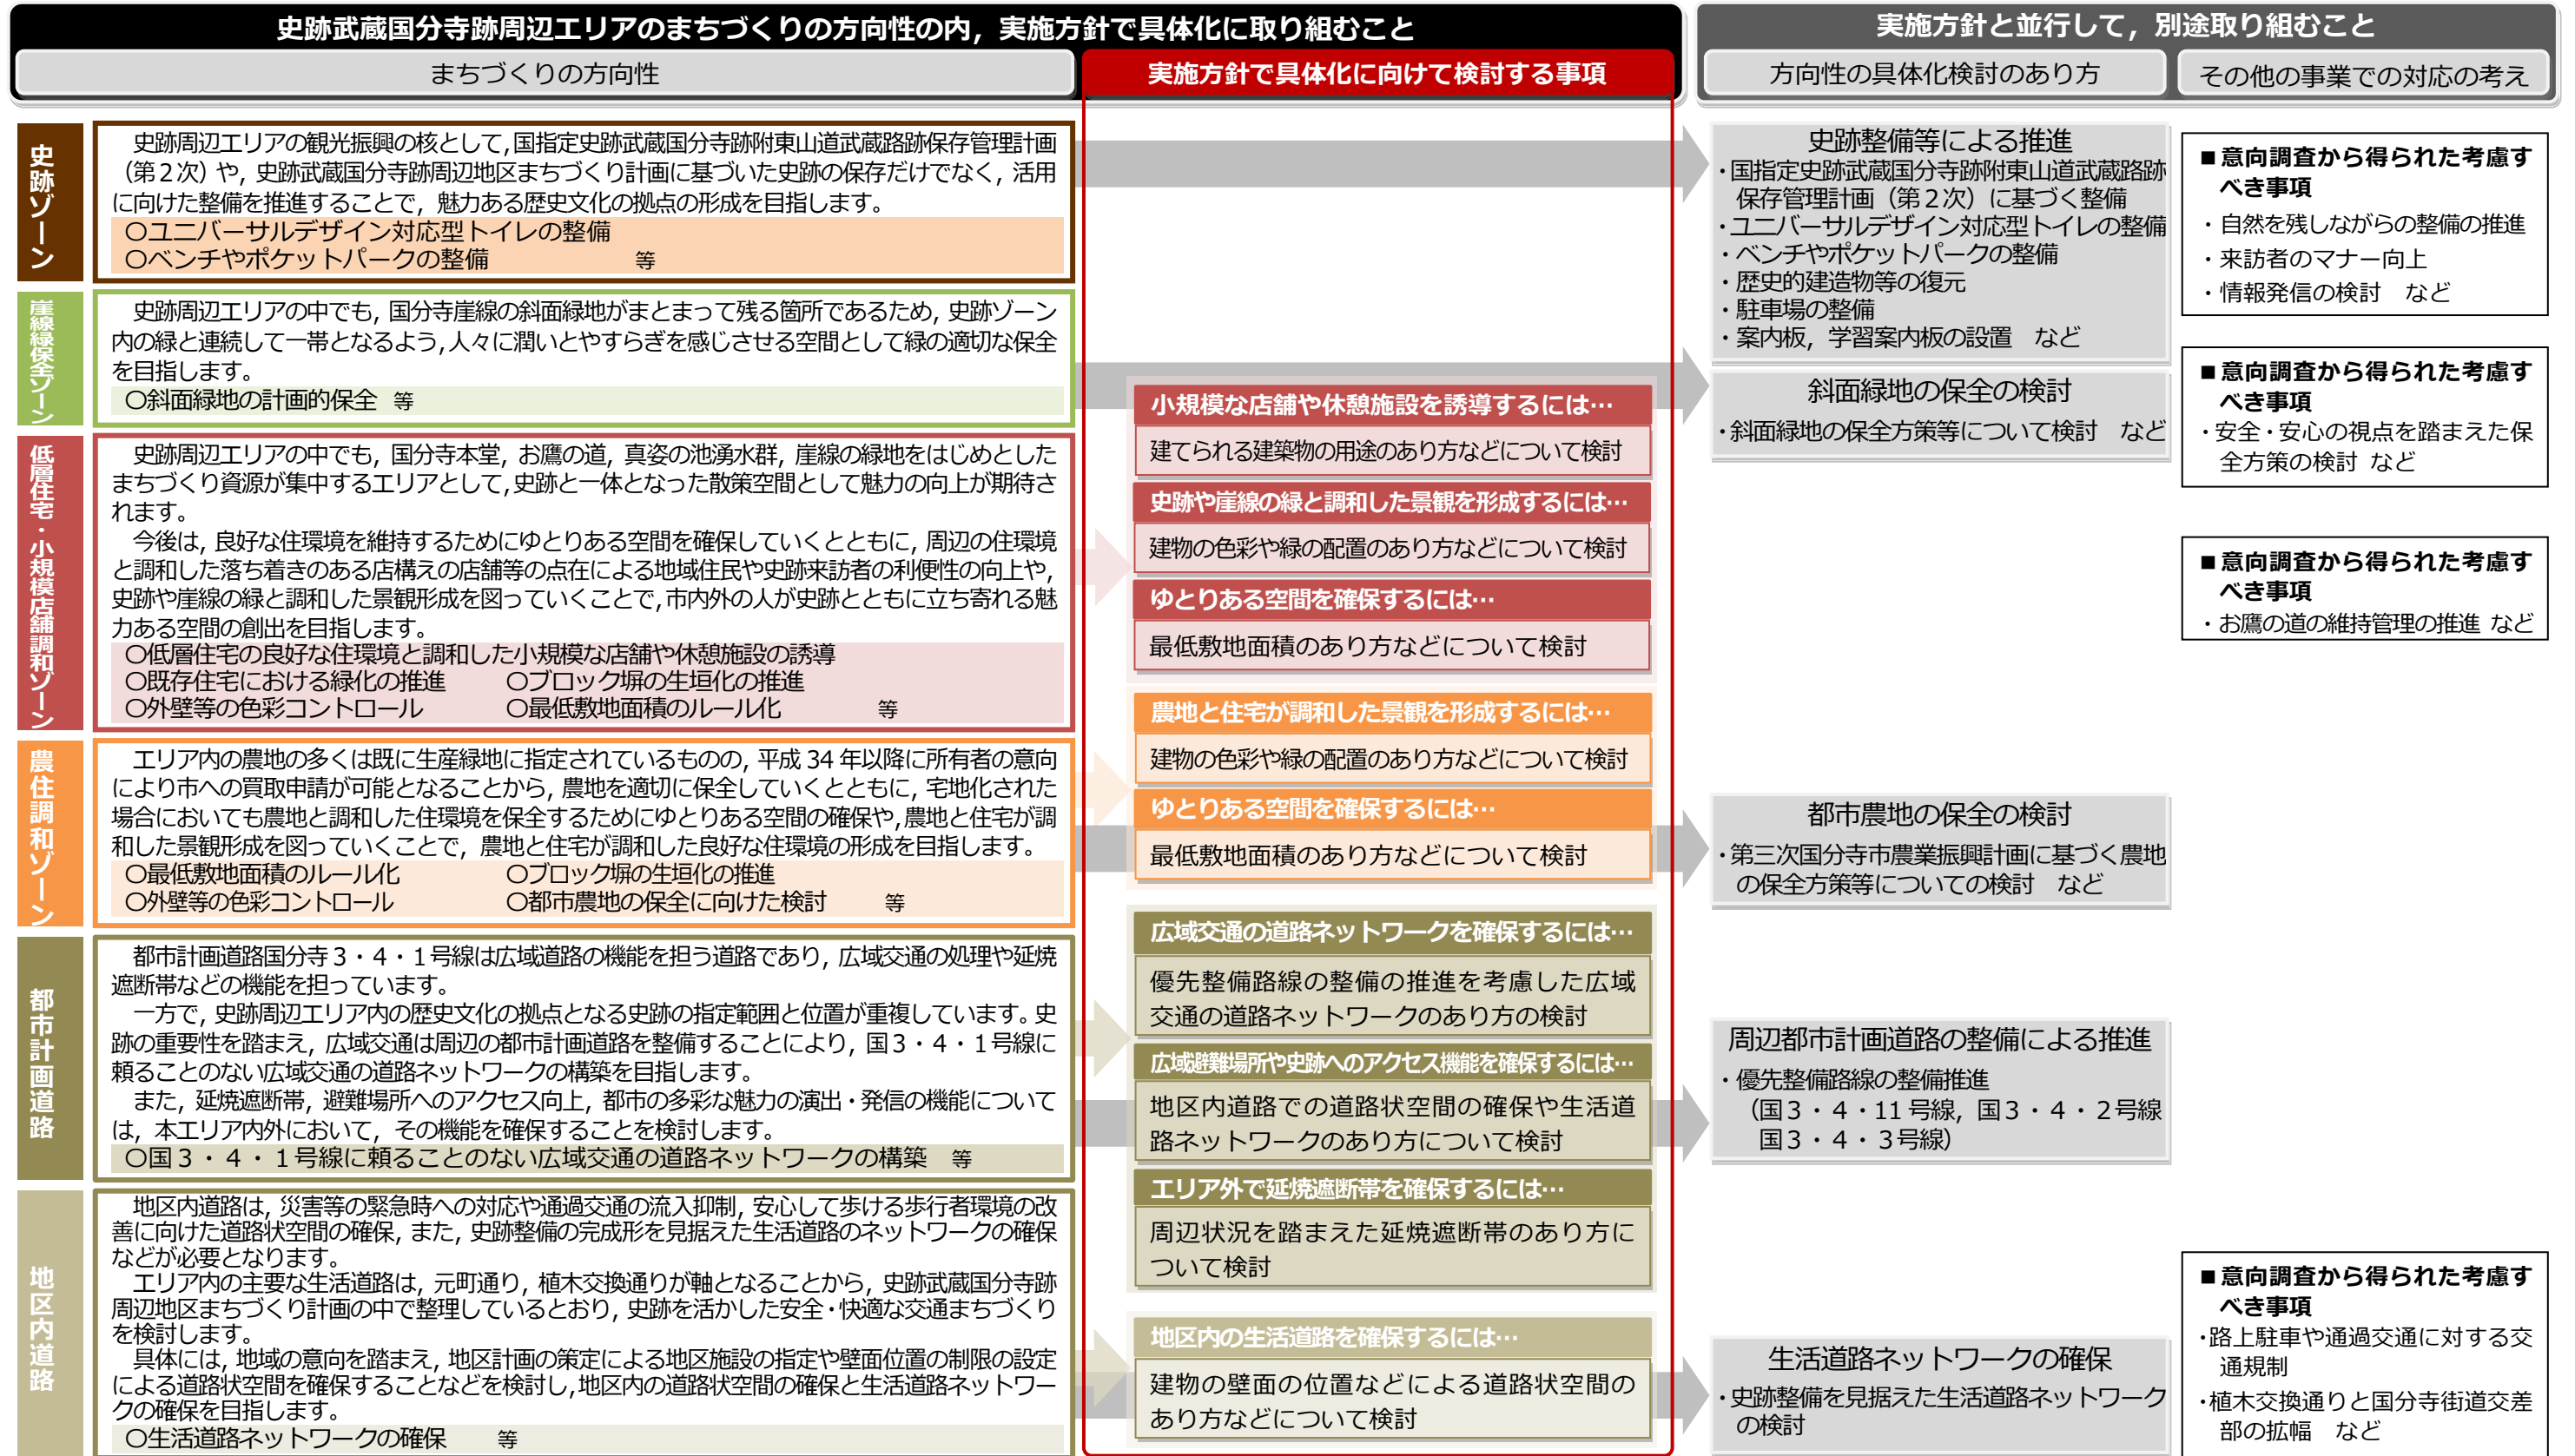 史跡武蔵国分寺跡周辺エリアのまちづくりの方向性の内，実施方針で具体化に取り組むこと
まちづくりの方向性
実施方針で具体化に向けて検討する事項
実施方針と並行して，別途取り組むこと
方向性の具体化検討のあり方
その他の事業での対応の考え
史跡ゾーン
史跡周辺エリアの観光振興の核として，国指定史跡武蔵国分寺跡附東山道武蔵路跡保存管理計画
（第２次）や，史跡武蔵国分寺跡周辺地区まちづくり計画に基づいた史跡の保存だけでなく，活用
に向けた整備を推進することで，魅力ある歴史文化の拠点の形成を目指します。
○ユニバーサルデザイン対応型トイレの整備
○ベンチやポケットパークの整備　等
史跡整備等による推進
・国指定史跡武蔵国分寺跡附東山道武蔵路跡
保存管理計画（第２次）に基づく整備
・ユニバーサルデザイン対応型トイレの整備
・ベンチやポケットパークの整備
・歴史的建造物等の復元
・駐車場の整備
・案内板，学習案内板の設置　など
■意向調査から得られた考慮す
べき事項
・自然を残しながらの整備の推進
・来訪者のマナー向上
・情報発信の検討　など
崖線緑保全ゾーン
史跡周辺エリアの中でも，国分寺崖線の斜面緑地がまとまって残る箇所であるため，史跡ゾーン
内の緑と連続して一帯となるよう，人々に潤いとやすらぎを感じさせる空間として緑の適切な保全
を目指します。
○斜面緑地の計画的保全　等
斜面緑地の保全の検討
・斜面緑地の保全方策等について検討　など
■意向調査から得られた考慮す
べき事項
・安全・安心の視点を踏まえた保
全方策の検討 など
低層住宅・小規模店舗調和ゾーン
史跡周辺エリアの中でも，国分寺本堂，お鷹の道，真姿の池湧水群，崖線の緑地をはじめとした
まちづくり資源が集中するエリアとして，史跡と一体となった散策空間として魅力の向上が期待さ
れます。
今後は，良好な住環境を維持するためにゆとりある空間を確保していくとともに，周辺の住環境
と調和した落ち着きのある店構えの店舗等の点在による地域住民や史跡来訪者の利便性の向上や，
史跡や崖線の緑と調和した景観形成を図っていくことで，市内外の人が史跡とともに立ち寄れる魅
力ある空間の創出を目指します。
○低層住宅の良好な住環境と調和した小規模な店舗や休憩施設の誘導
○既存住宅における緑化の推進　○ブロック塀の生垣化の推進
○外壁等の色彩コントロール　○最低敷地面積のルール化　等
小規模な店舗や休憩施設を誘導するには…
建てられる建築物の用途のあり方などについて検討
史跡や崖線の緑と調和した景観を形成するには…
建物の色彩や緑の配置のあり方などについて検討
ゆとりある空間を確保するには…
最低敷地面積のあり方などについて検討
■意向調査から得られた考慮す
べき事項
・お鷹の道の維持管理の推進 など
農住調和ゾーン
エリア内の農地の多くは既に生産緑地に指定されているものの，平成 34 年以降に所有者の意向
により市への買取申請が可能となることから，農地を適切に保全していくとともに，宅地化された
場合においても農地と調和した住環境を保全するためにゆとりある空間の確保や，農地と住宅が調
和した景観形成を図っていくことで，農地と住宅が調和した良好な住環境の形成を目指します。
○最低敷地面積のルール化　○ブロック塀の生垣化の推進
○外壁等の色彩コントロール　○都市農地の保全に向けた検討　等
農地と住宅が調和した景観を形成するには…
建物の色彩や緑の配置のあり方などについて検討
ゆとりある空間を確保するには…
最低敷地面積のあり方などについて検討
都市農地の保全の検討
・第三次国分寺市農業振興計画に基づく農地
の保全方策等についての検討　など
都市計画道路
都市計画道路国分寺３・４・１号線は広域道路の機能を担う道路であり，広域交通の処理や延焼
遮断帯などの機能を担っています。
一方で，史跡周辺エリア内の歴史文化の拠点となる史跡の指定範囲と位置が重複しています。史
跡の重要性を踏まえ，広域交通は周辺の都市計画道路を整備することにより，国３・４・１号線に
頼ることのない広域交通の道路ネットワークの構築を目指します。
また，延焼遮断帯，避難場所へのアクセス向上，都市の多彩な魅力の演出・発信の機能について
は，本エリア内外において，その機能を確保することを検討します。
○国３・４・１号線に頼ることのない広域交通の道路ネットワークの構築　等
広域交通の道路ネットワークを確保するには…
優先整備路線の整備の推進を考慮した広域
交通の道路ネットワークのあり方の検討
広域避難場所や史跡へのアクセス機能を確保するには…
地区内道路での道路状空間の確保や生活道
路ネットワークのあり方について検討
エリア外で延焼遮断帯を確保するには…
周辺状況を踏まえた延焼遮断帯のあり方に
ついて検討
周辺都市計画道路の整備による推進
・優先整備路線の整備推進
（国３・４・11 号線，国３・４・２号線
国３・４・３号線）
地区内道路
地区内道路は，災害等の緊急時への対応や通過交通の流入抑制，安心して歩ける歩行者環境の改
善に向けた道路状空間の確保，また，史跡整備の完成形を見据えた生活道路のネットワークの確保
などが必要となります。
エリア内の主要な生活道路は，元町通り，植木交換通りが軸となることから，史跡武蔵国分寺跡
周辺地区まちづくり計画の中で整理しているとおり，史跡を活かした安全・快適な交通まちづくり
を検討します。
具体には，地域の意向を踏まえ，地区計画の策定による地区施設の指定や壁面位置の制限の設定
による道路状空間を確保することなどを検討し，地区内の道路状空間の確保と生活道路ネットワー
クの確保を目指します。
○生活道路ネットワークの確保　等
地区内の生活道路を確保するには…
建物の壁面の位置などによる道路状空間の
あり方などについて検討
生活道路ネットワークの確保
・史跡整備を見据えた生活道路ネットワーク
の検討
■意向調査から得られた考慮す
べき事項
・路上駐車や通過交通に対する交
通規制
・植木交換通りと国分寺街道交差
部の拡幅　など